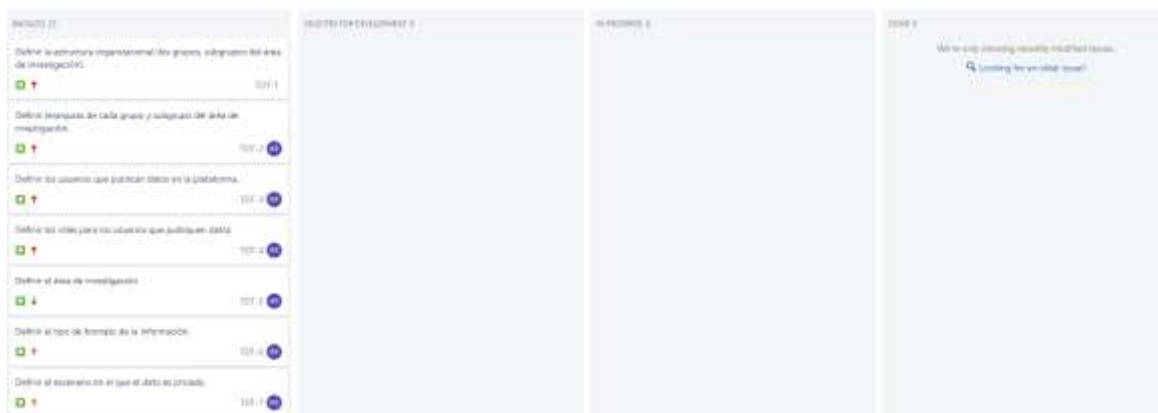 SELECTED FOR DEVELOPMENT 0
IN PROGRESS 0
DONE 0
Definir la estructura organizacional (los grupos, subgrupos del área
de investigación).
Definir jerarquía de cada grupo y subgrupo del área de
investigación.
Definir los usuarios que publican datos en la plataforma.
Definir los roles para los usuarios que publiquen datos
Definir el área de investigación
Definir el tipo de formato de la información.
Definir el escenario en el que el dato es privado.
We're only showing recently modified issues.
Looking for an older issue?